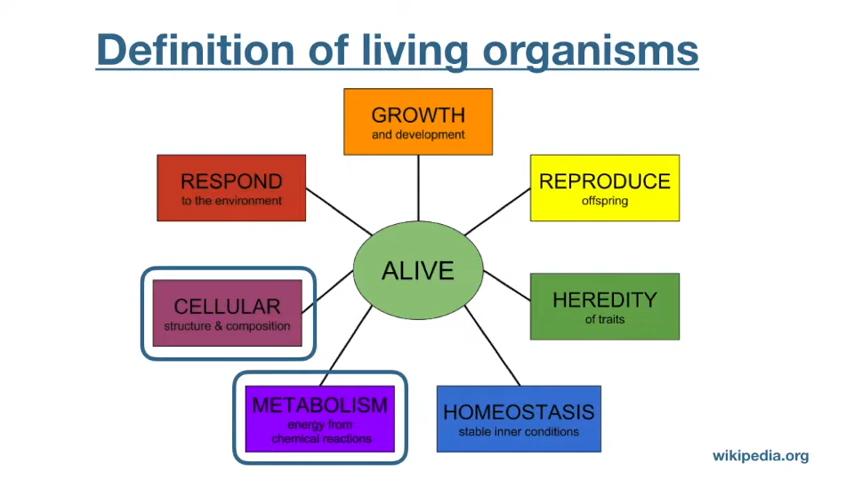 Definition of living organisms
GROWTH
and development
RESPOND
to the environment
REPRODUCE
offspring
ALIVE
CELLULAR
structure & composition
HEREDITY
of traits
METABOLISM
energy from
chemical reactions
HOMEOSTASIS
stable inner conditions
wikipedia.org